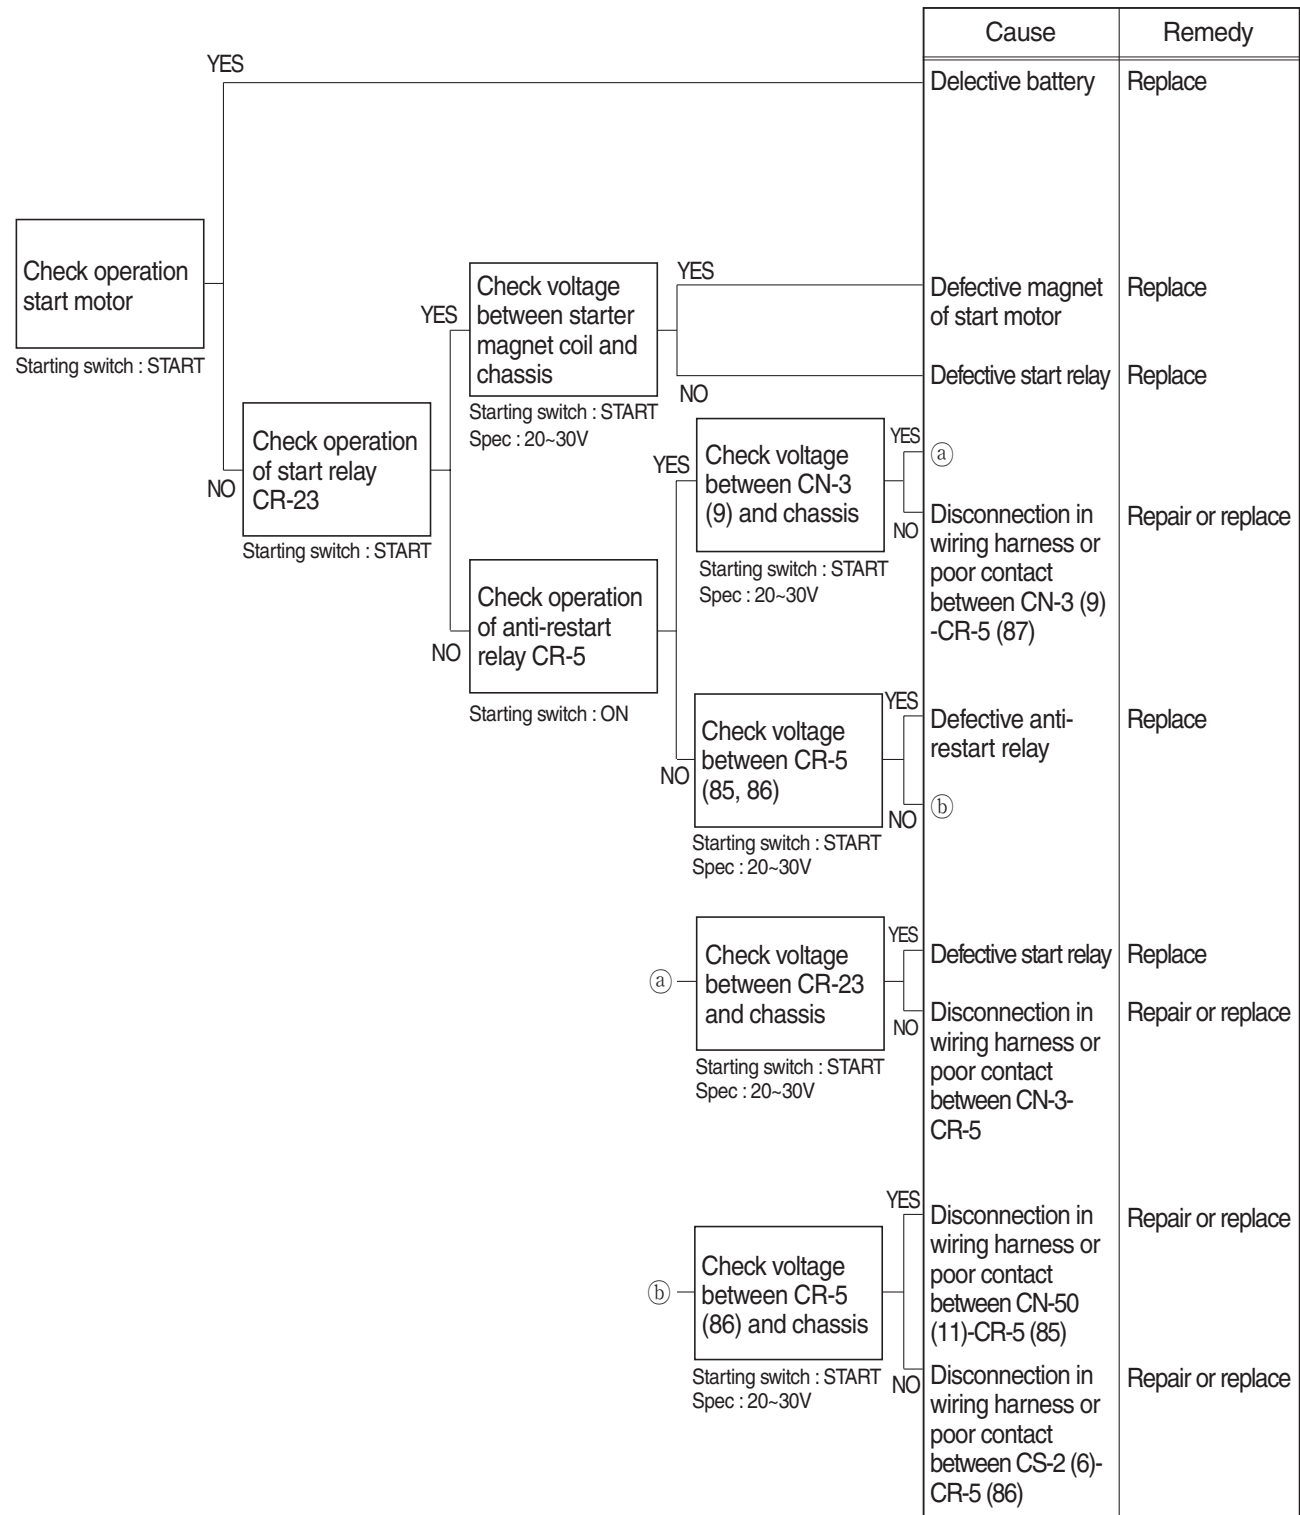 Cause
Remedy
YES
Delective battery
Replace
Check operation
start motor
Starting switch : START
NO
Check operation
of start relay
CR-23
Starting switch : START
YES
Check voltage
between starter
magnet coil and
chassis
Starting switch : START
Spec : 20~30V
YES
Defective magnet
of start motor
Replace
NO
Defective start relay
Replace
NO
Check operation
of anti-restart
relay CR-5
Starting switch : ON
YES
Check voltage
between CN-3
(9) and chassis
Starting switch : START
Spec : 20~30V
YES
ⓐ
NO
Disconnection in
wiring harness or
poor contact
between CN-3 (9)
-CR-5 (87)
Repair or replace
NO
Check voltage
between CR-5
(85, 86)
Starting switch : START
Spec : 20~30V
YES
Defective anti-
restart relay
Replace
NO
ⓑ
ⓐ
Check voltage
between CR-23
and chassis
Starting switch : START
Spec : 20~30V
YES
Defective start relay
Replace
NO
Disconnection in
wiring harness or
poor contact
between CN-3-
CR-5
Repair or replace
ⓑ
Check voltage
between CR-5
(86) and chassis
Starting switch : START
Spec : 20~30V
YES
Disconnection in
wiring harness or
poor contact
between CN-50
(11)-CR-5 (85)
Repair or replace
NO
Disconnection in
wiring harness or
poor contact
between CS-2 (6)-
CR-5 (86)
Repair or replace